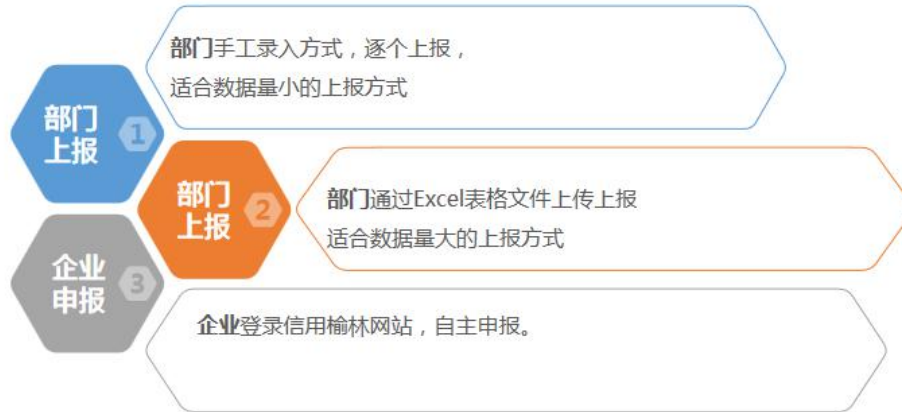 部门
上报
1
部门手工录入方式，逐个上报，
适合数据量小的上报方式
部门
上报
2
部门通过Excel表格文件上传上报
适合数据量大的上报方式
企业
申报
3
企业登录信用榆林网站，自主申报。